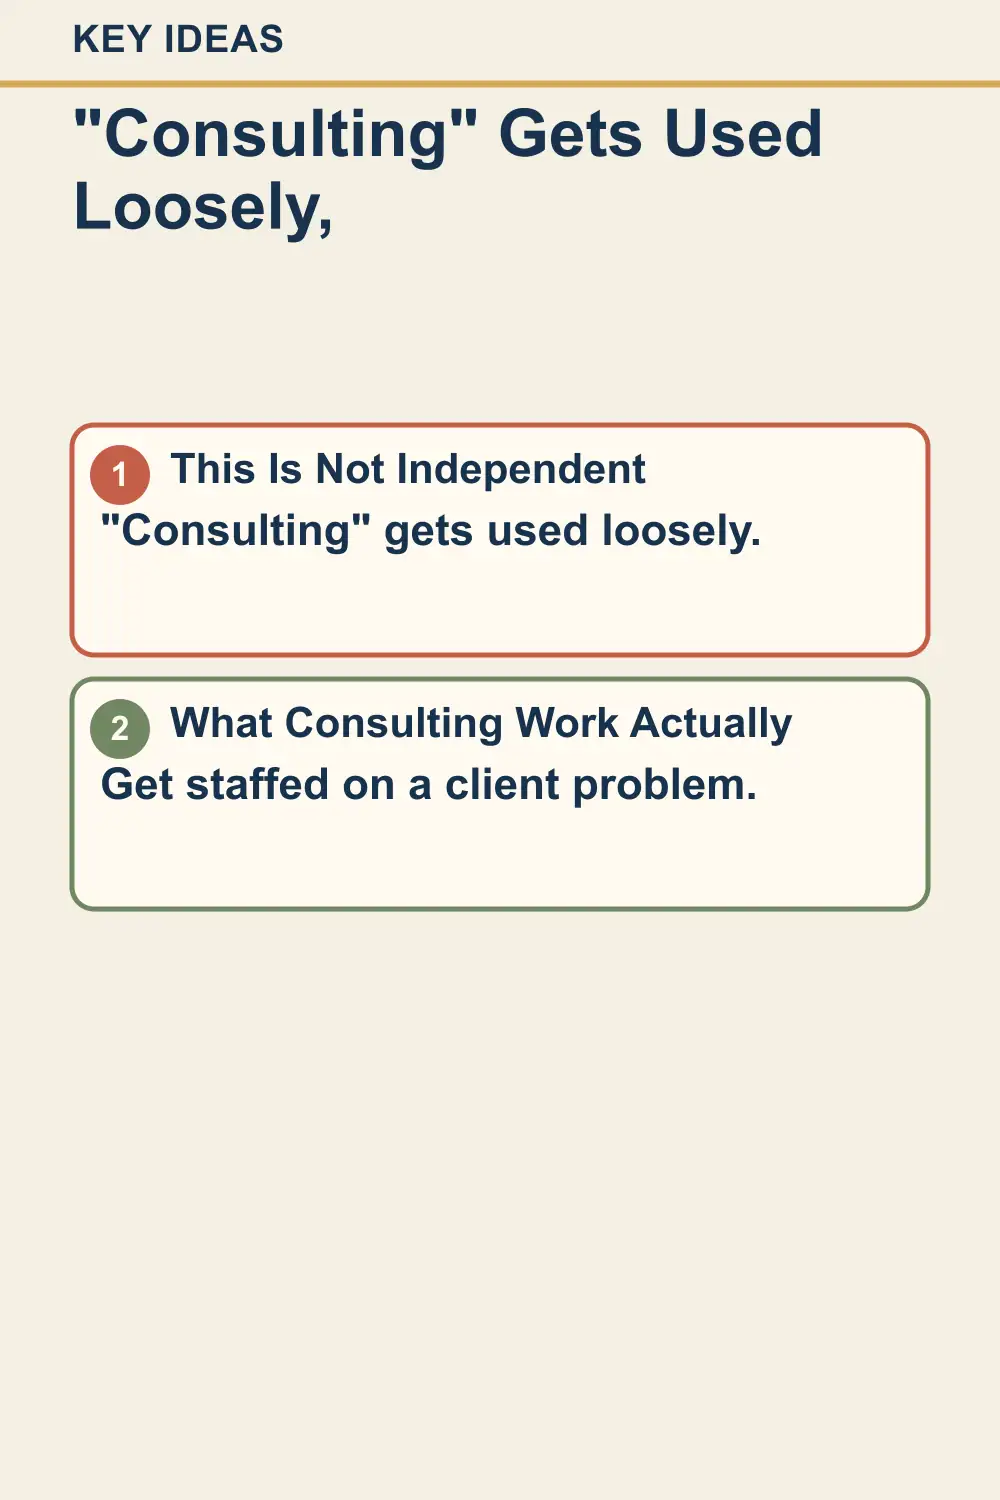 KEY IDEAS
"Consulting" Gets Used
Loosely,
1 This Is Not Independent
"Consulting" gets used loosely.
2 What Consulting Work Actually
Get staffed on a client problem.